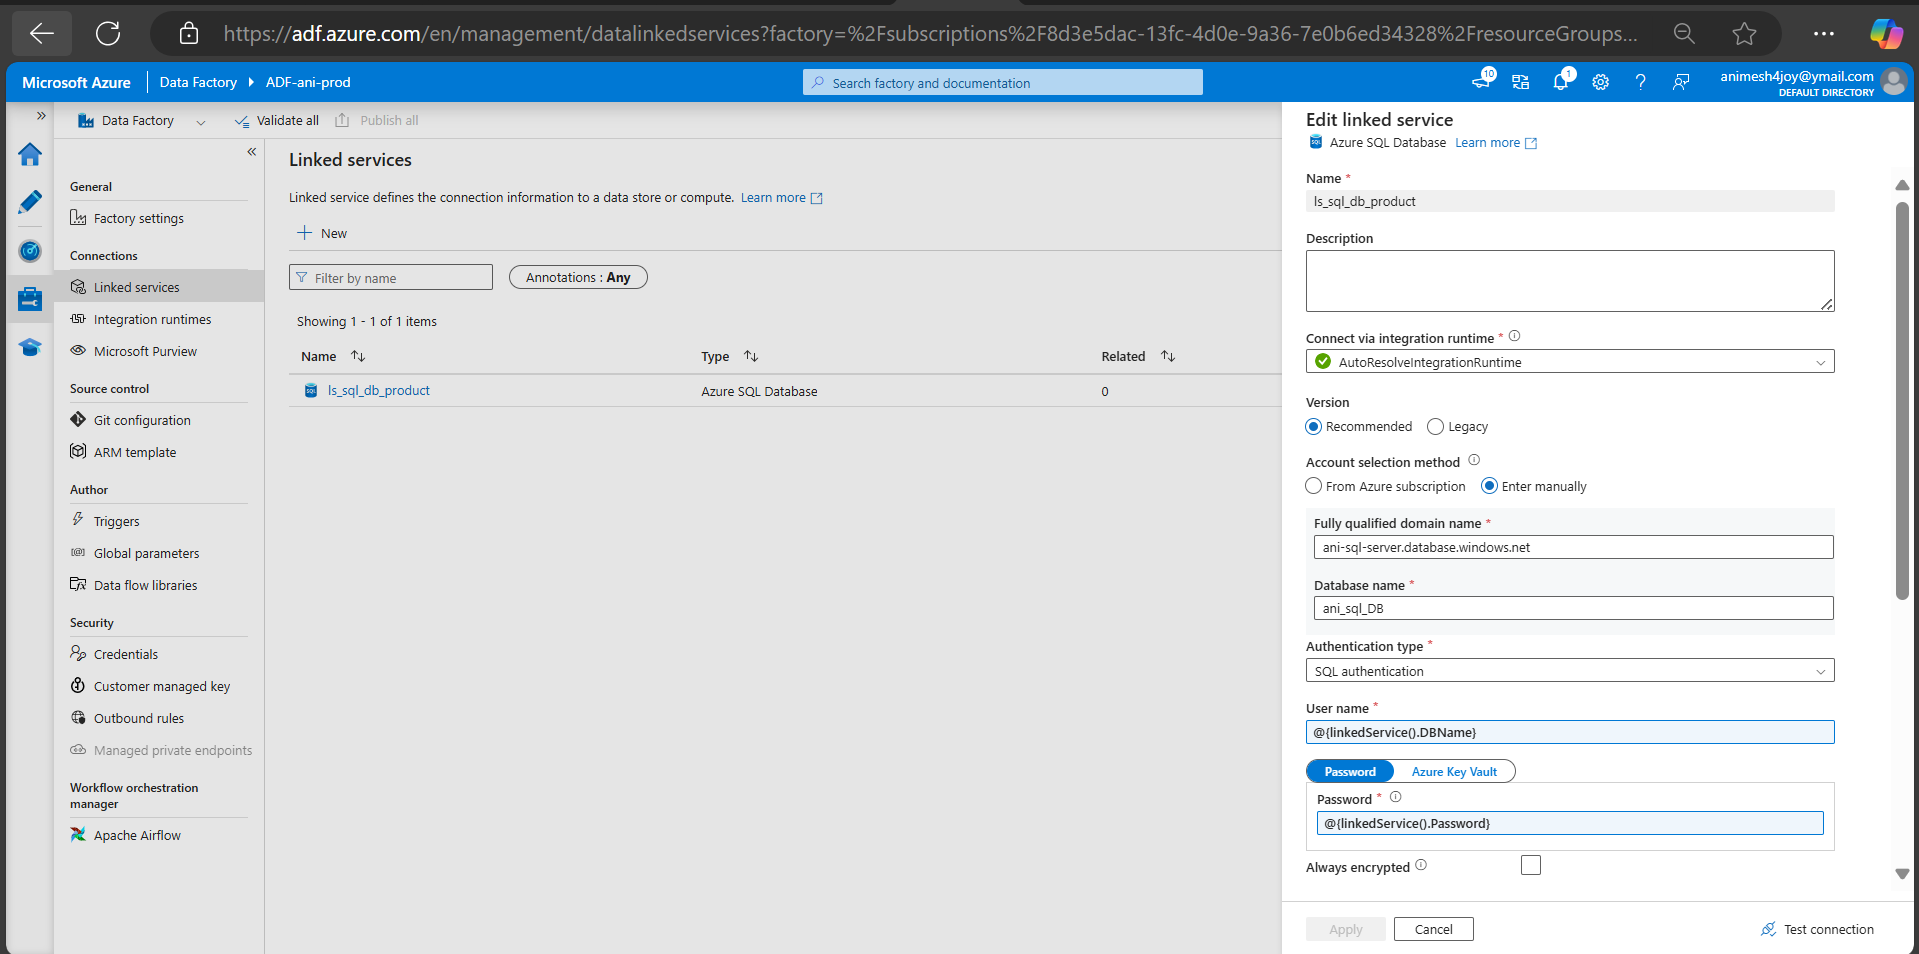 https://adf.azure.com/en/management/datalinkedservices?factory=%2Fsubscriptions%2F8d3e5dac-13fc-4d0e-9a36-7e0b6ed34328%2FresourceGroups...
Microsoft Azure
Data Factory
ADF-ani-prod
Search factory and documentation
10
1
animesh4joy@ymail.com
DEFAULT DIRECTORY
Data Factory
Validate all
Publish all
General
Factory settings
Connections
Linked services
Integration runtimes
Microsoft Purview
Source control
Git configuration
ARM template
Author
Triggers
Global parameters
Data flow libraries
Security
Credentials
Customer managed key
Outbound rules
Managed private endpoints
Workflow orchestration
manager
Apache Airflow
Linked services
Linked service defines the connection information to a data store or compute. Learn more
New
Filter by name
Annotations : Any
Showing 1 - 1 of 1 items
Name Type Related
ls_sql_db_product Azure SQL Database 0
Edit linked service
Azure SQL Database Learn more
Name *
ls_sql_db_product
Description
Connect via integration runtime *
AutoResolveIntegrationRuntime
Version
Recommended Legacy
Account selection method
From Azure subscription Enter manually
Fully qualified domain name *
ani-sql-server.database.windows.net
Database name *
ani_sql_DB
Authentication type *
SQL authentication
User name *
@{linkedService().DBName}
Password Azure Key Vault
Password *
@{linkedService().Password}
Always encrypted
Apply Cancel Test connection